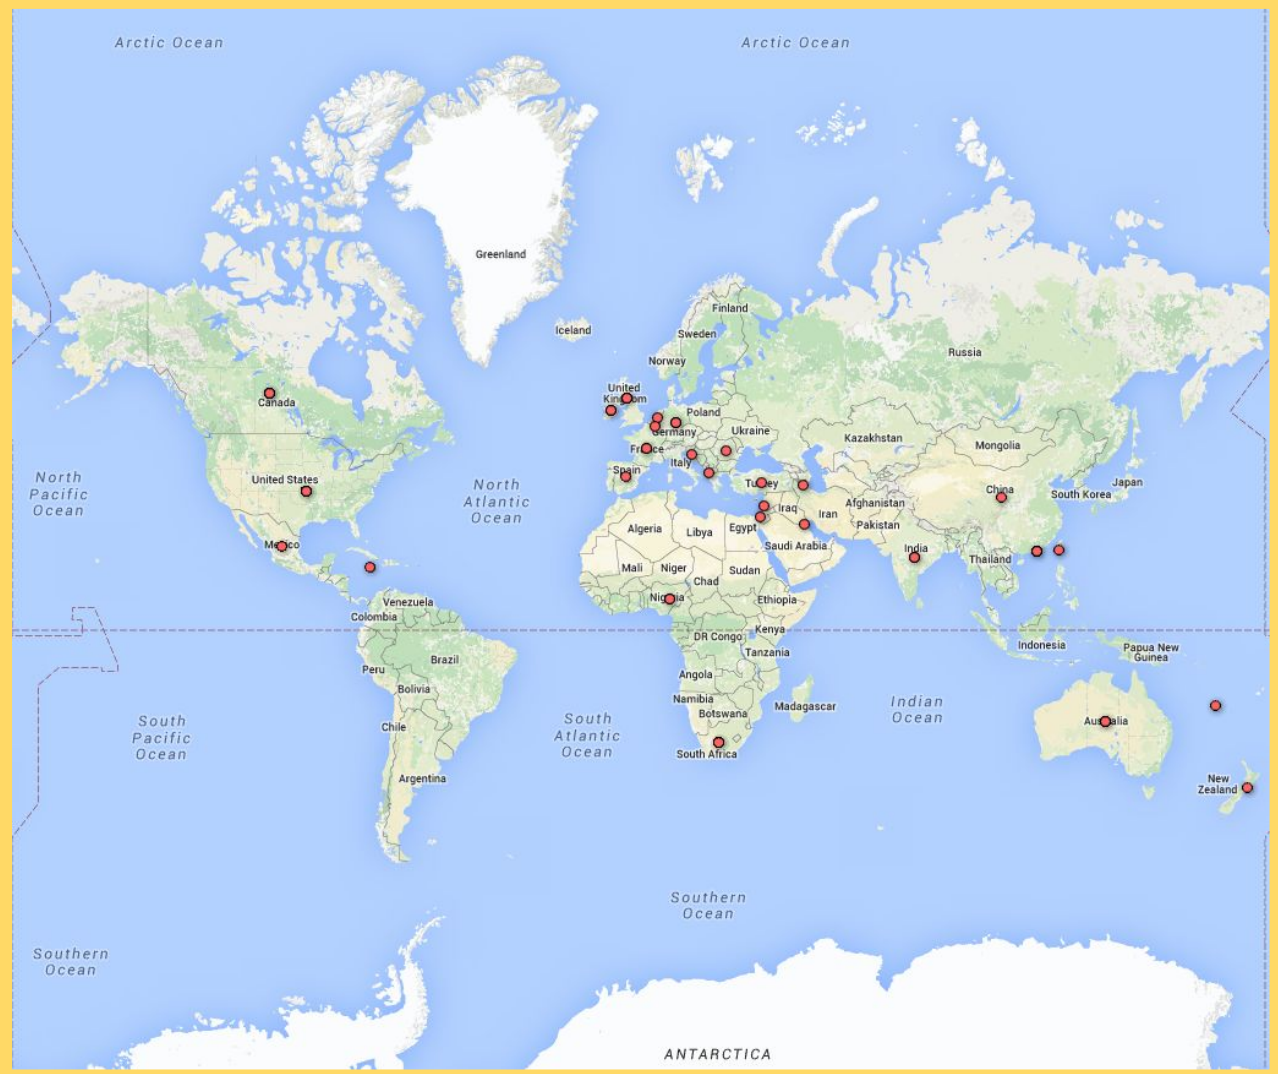 Arctic Ocean
Arctic Ocean
Greenland
Iceland
Finland
Sweden
Norway
Russia
United
Kingdom
Canada
Poland
Germany
Ukraine
Kazakhstan
Mongolia
France
Italy
Spain
United States
North
Pacific
Ocean
North
Atlantic
Ocean
Turkey
China
Japan
South Korea
Afghanistan
Iraq
Iran
Pakistan
Algeria
Libya
Egypt
Saudi Arabia
Mexico
India
Thailand
Mali
Niger
Chad
Sudan
Nigeria
Ethiopia
Venezuela
Colombia
DR Congo
Kenya
Tanzania
Indonesia
Papua New
Guinea
Brazil
Peru
Angola
Bolivia
Namibia
Botswana
Madagascar
Indian
Ocean
Chile
South
Pacific
Ocean
South
Atlantic
Ocean
Australia
South Africa
Argentina
New
Zealand
Southern
Ocean
Southern
Ocean
ANTARCTICA